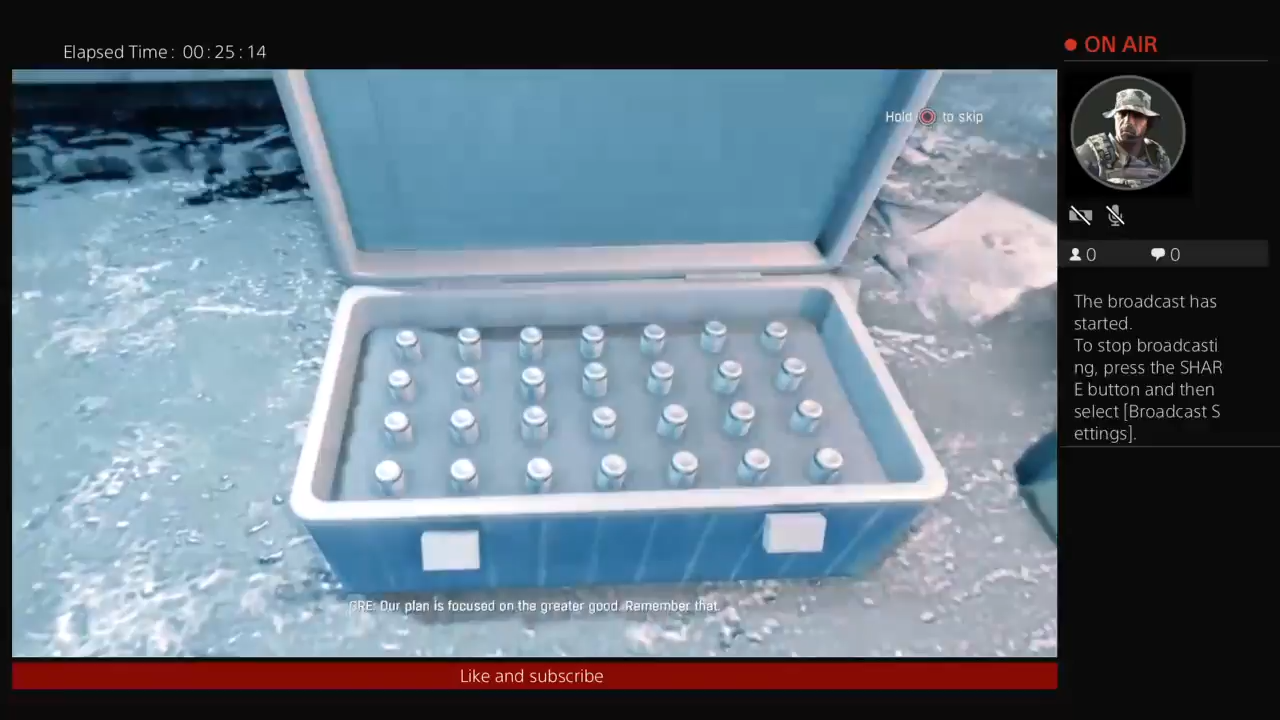 Elapsed Time: 00:25:14
ON AIR
Hold to skip
0 0
The broadcast has
started.
To stop broadcasti
ng, press the SHAR
E button and then
select [Broadcast S
ettings].
GRE: Our plan is focused on the greater good. Remember that.
Like and subscribe